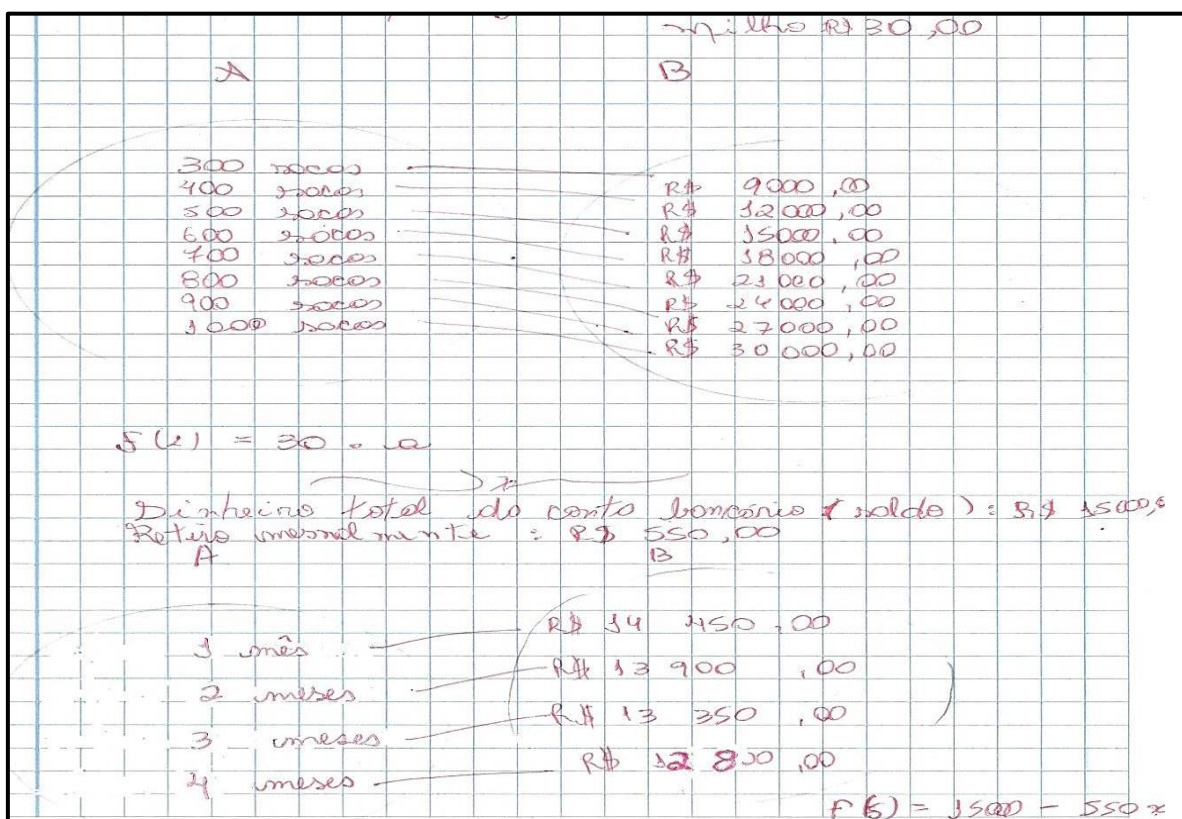 milho R$ 30,00
A B
300 sacos
400 sacos R$ 9000,00
500 sacos R$ 12000,00
600 sacos R$ 15000,00
700 sacos R$ 18000,00
800 sacos R$ 21000,00
900 sacos R$ 24000,00
1000 sacos R$ 27000,00
R$ 30000,00
= 30 .
x
Dinheiro total da conta bancária (saldo): R$ 15000,
Retiro : R$ 550,00
A B
R$ 14 450,00
1 mês
R$ 13 900,00
2 meses
R$ 13 350,00
3 meses
R$ 12 800,00
4 meses
= 15000 - 550x